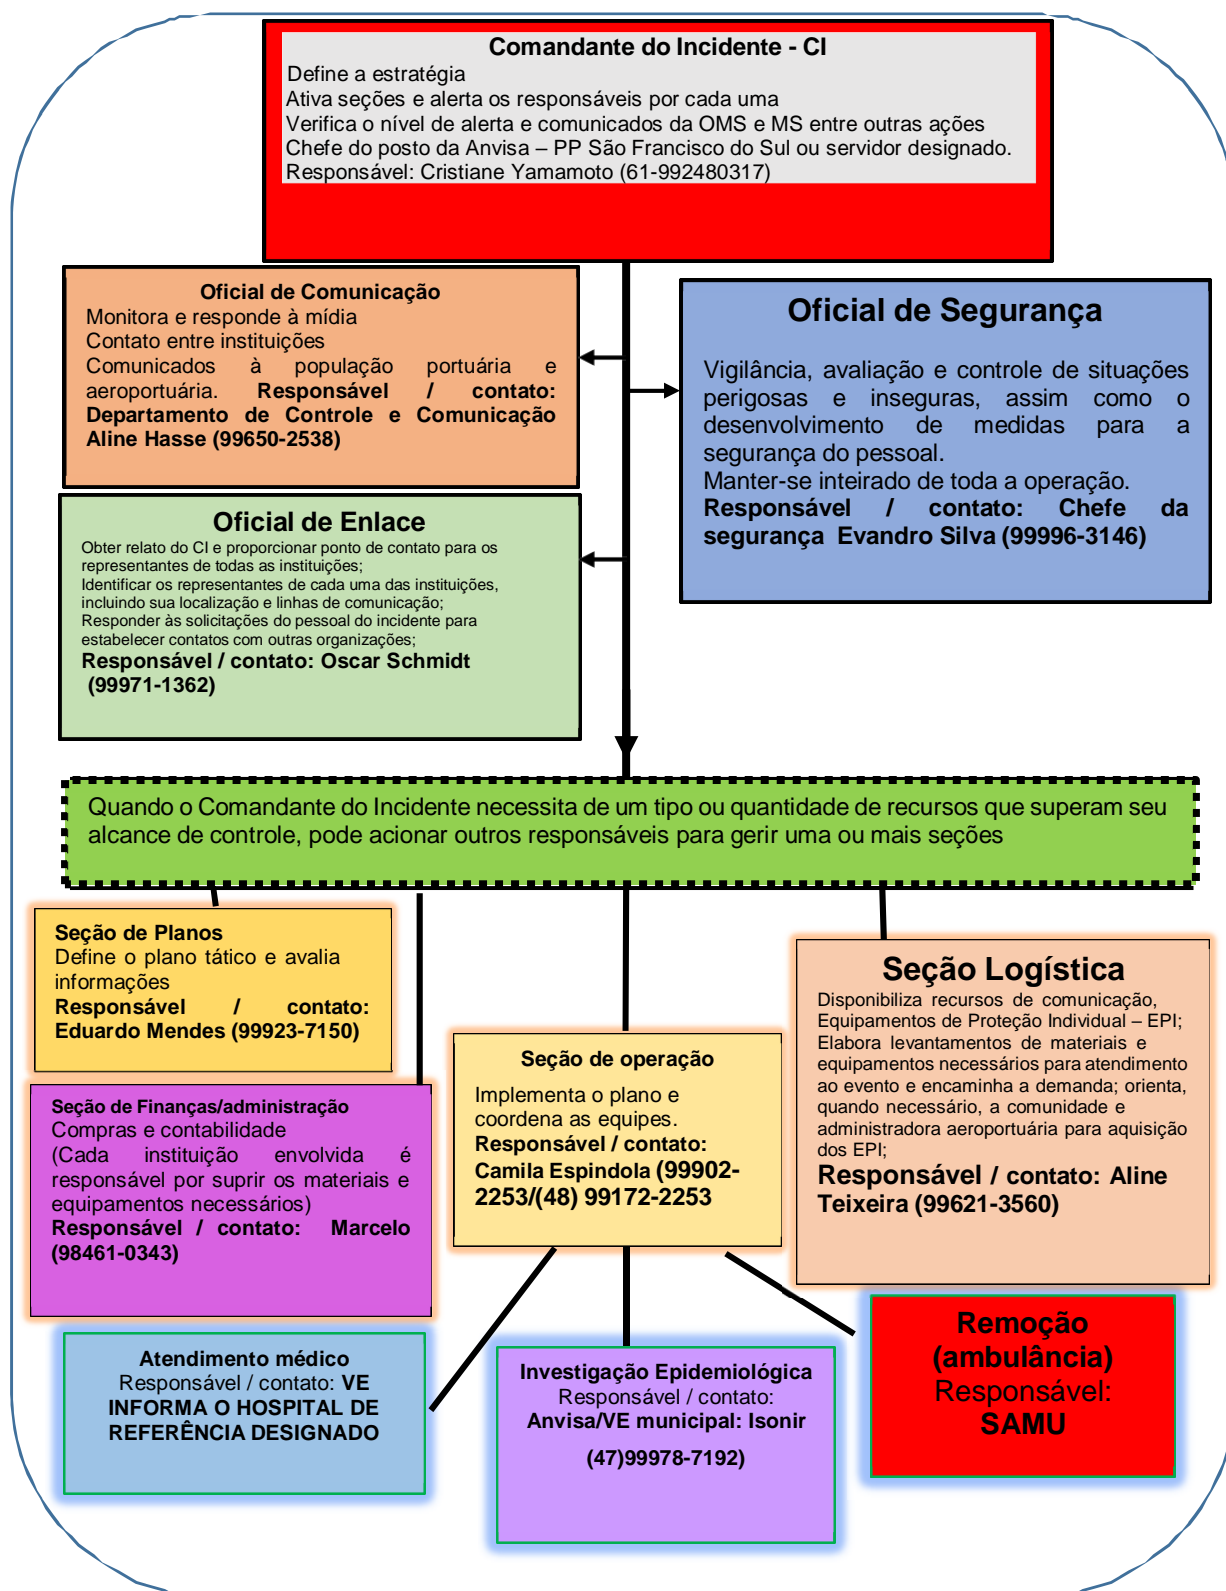 Comandante do Incidente - CI
Define a estratégia
Ativa seções e alerta os responsáveis por cada uma
Verifica o nível de alerta e comunicados da OMS e MS entre outras ações
Chefe do posto da Anvisa – PP São Francisco do Sul ou servidor designado.
Responsável: Cristiane Yamamoto (61-992480317)
Oficial de Comunicação
Monitora e responde à mídia
Contato entre instituições
Comunicados à população portuária e
aeroportuária. Responsável / contato:
Departamento de Controle e Comunicação
Aline Hasse (99650-2538)
Oficial de Segurança
Vigilância, avaliação e controle de situações
perigosas e inseguras, assim como o
desenvolvimento de medidas para a
segurança do pessoal.
Manter-se inteirado de toda a operação.
Responsável / contato: Chefe da
segurança Evandro Silva (99996-3146)
Oficial de Enlace
Obter relato do CI e proporcionar ponto de contato para os
representantes de todas as instituições;
Identificar os representantes de cada uma das instituições,
incluindo sua localização e linhas de comunicação;
Responder às solicitações do pessoal do incidente para
estabelecer contatos com outras organizações;
Responsável / contato: Oscar Schmidt
(99971-1362)
Quando o Comandante do Incidente necessita de um tipo ou quantidade de recursos que superam seu
alcance de controle, pode acionar outros responsáveis para gerir uma ou mais seções
Seção de Planos
Define o plano tático e avalia
informações
Responsável / contato:
Eduardo Mendes (99923-7150)
Seção de Finanças/administração
Compras e contabilidade
(Cada instituição envolvida é
responsável por suprir os materiais e
equipamentos necessários)
Responsável / contato: Marcelo
(98461-0343)
Seção de operação
Implementa o plano e
coordena as equipes.
Responsável / contato:
Camila Espindola (99902-
2253/(48) 99172-2253
Seção Logística
Disponibiliza recursos de comunicação,
Equipamentos de Proteção Individual – EPI;
Elabora levantamentos de materiais e
equipamentos necessários para atendimento
ao evento e encaminha a demanda; orienta,
quando necessário, a comunidade e
administradora aeroportuária para aquisição
dos EPI;
Responsável / contato: Aline
Teixeira (99621-3560)
Atendimento médico
Responsável / contato: VE
INFORMA O HOSPITAL DE
REFERÊNCIA DESIGNADO
Investigação Epidemiológica
Responsável / contato:
Anvisa/VE municipal: Isonir
(47)99978-7192)
Remoção
(ambulância)
Responsável:
SAMU